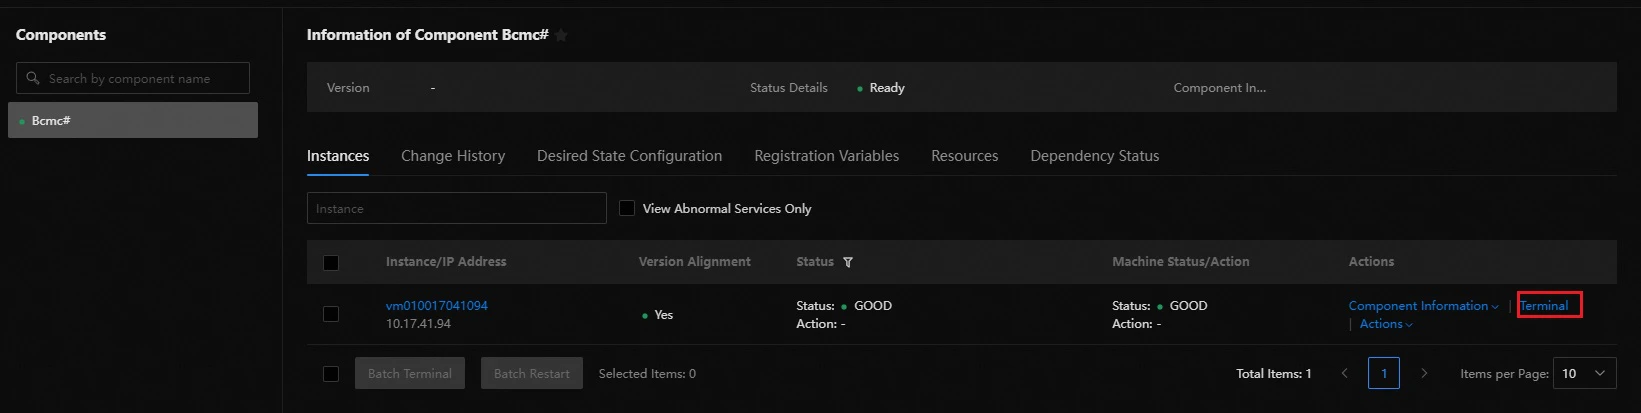 Components
Search by component name
Bcmc#
Information of Component Bcmc#
Version - Status Details Ready Component In...
Instances Change History Desired State Configuration Registration Variables Resources Dependency Status
Instance View Abnormal Services Only
Instance/IP Address Version Alignment Status Machine Status/Action Actions
vm010017041094 Yes Status: GOOD Status: GOOD Component Information | Terminal
10.17.41.94 Action: - Action: - | Actions
Batch Terminal Batch Restart Selected Items: 0 Total Items: 1 < 1 > Items per Page: 10